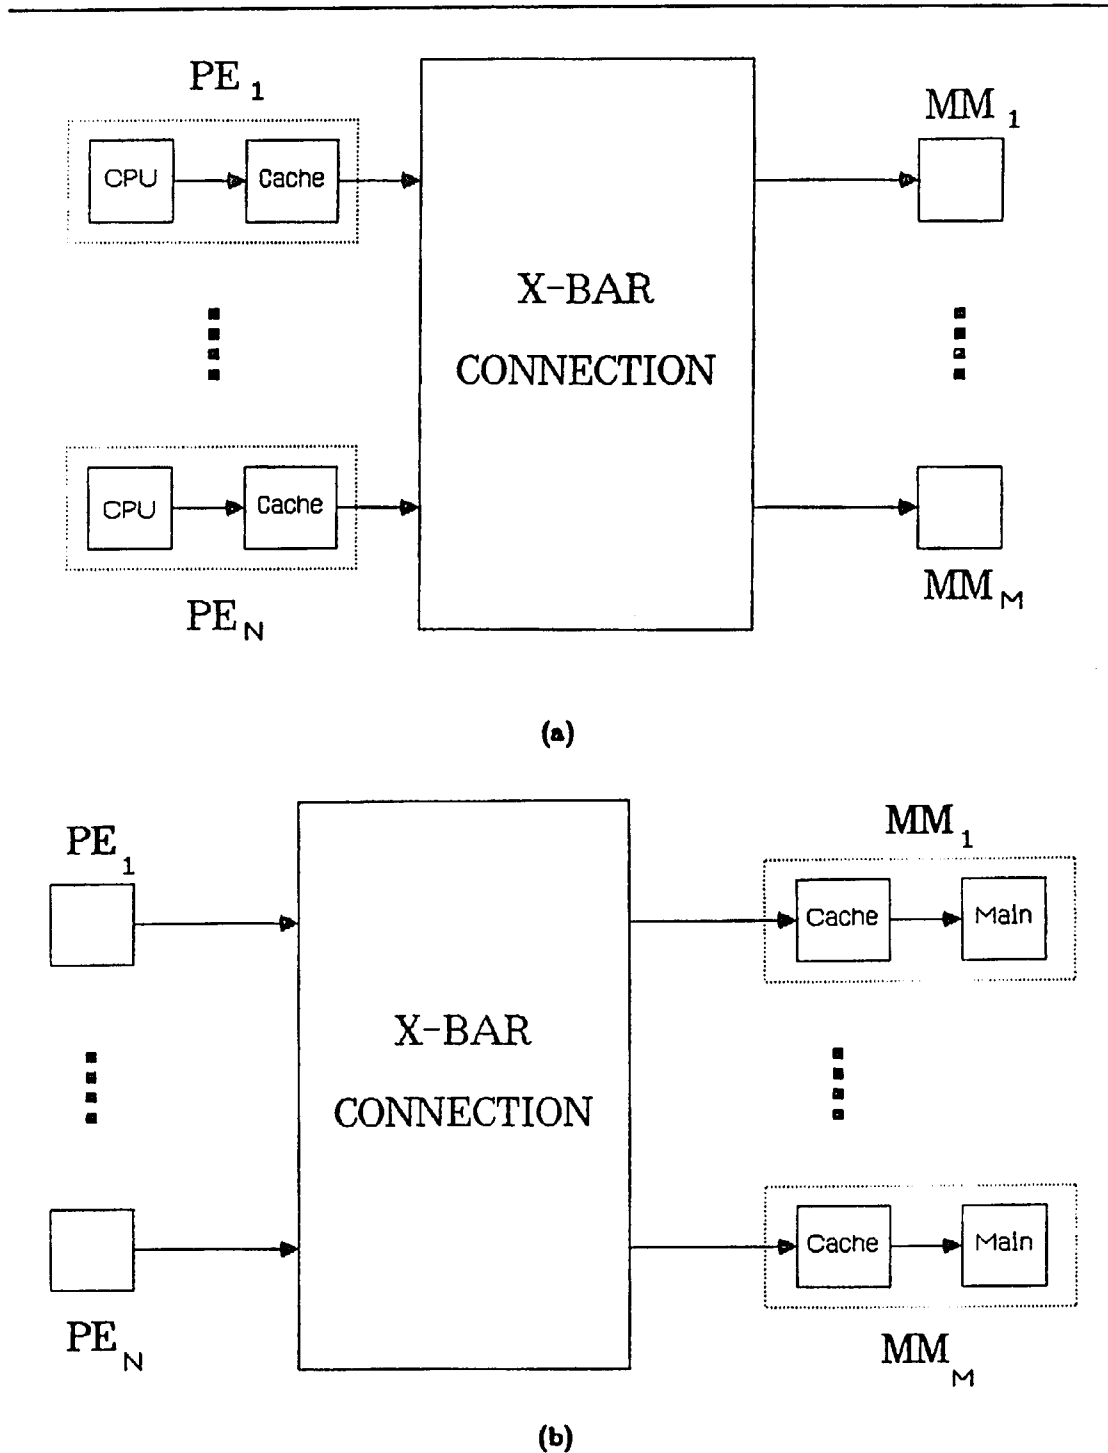 PE 1
MM 1
CPU
Cache
X-BAR
CONNECTION
CPU
Cache
PE N
MM M
(a)
PE 1
MM 1
Cache
Main
X-BAR
CONNECTION
Cache
Main
PE N
MM M
(b)